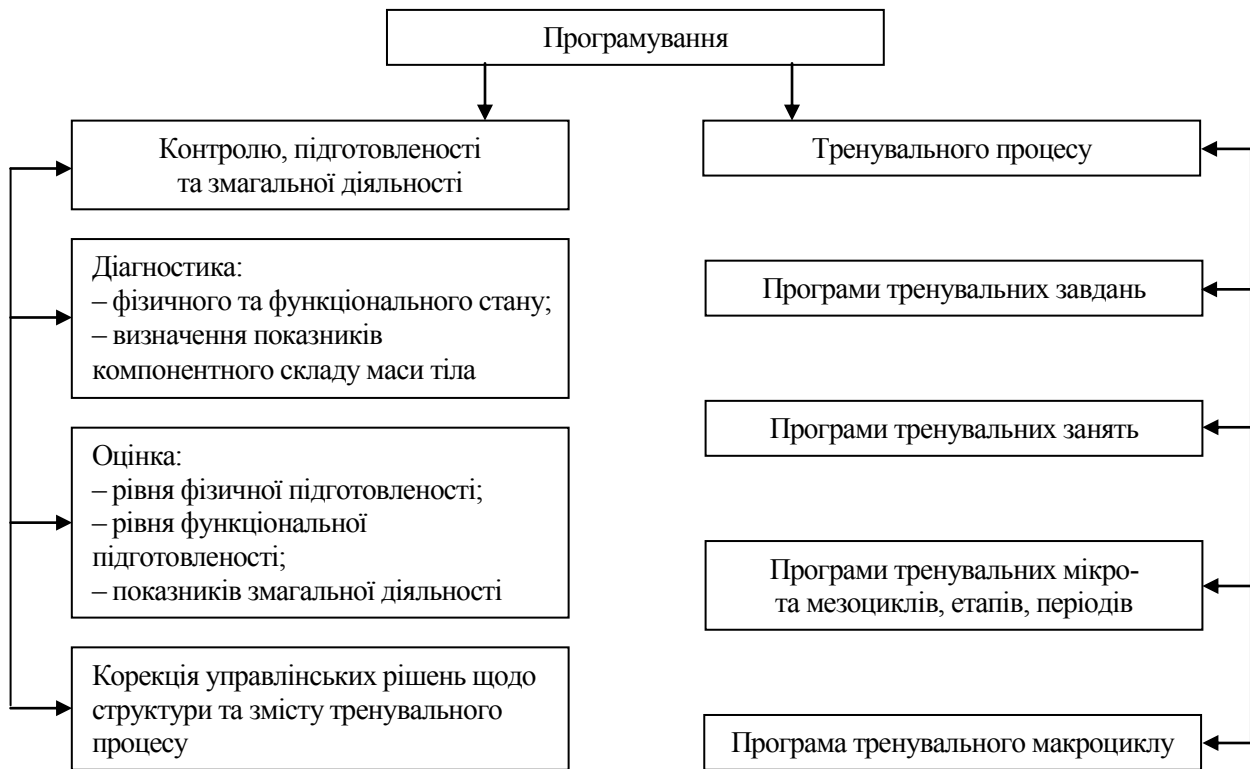 Програмування
Контролю, підготовленості
та змагальної діяльності
Діагностика:
– фізичного та функціонального стану;
– визначення показників
компонентного складу маси тіла
Оцінка:
– рівня фізичної підготовленості;
– рівня функціональної
підготовленості;
– показників змагальної діяльності
Корекція управлінських рішень щодо
структури та змісту тренувального
процесу
Тренувального процесу
Програми тренувальних завдань
Програми тренувальних занять
Програми тренувальних мікро-
та мезоциклів, етапів, періодів
Програма тренувального макроциклу